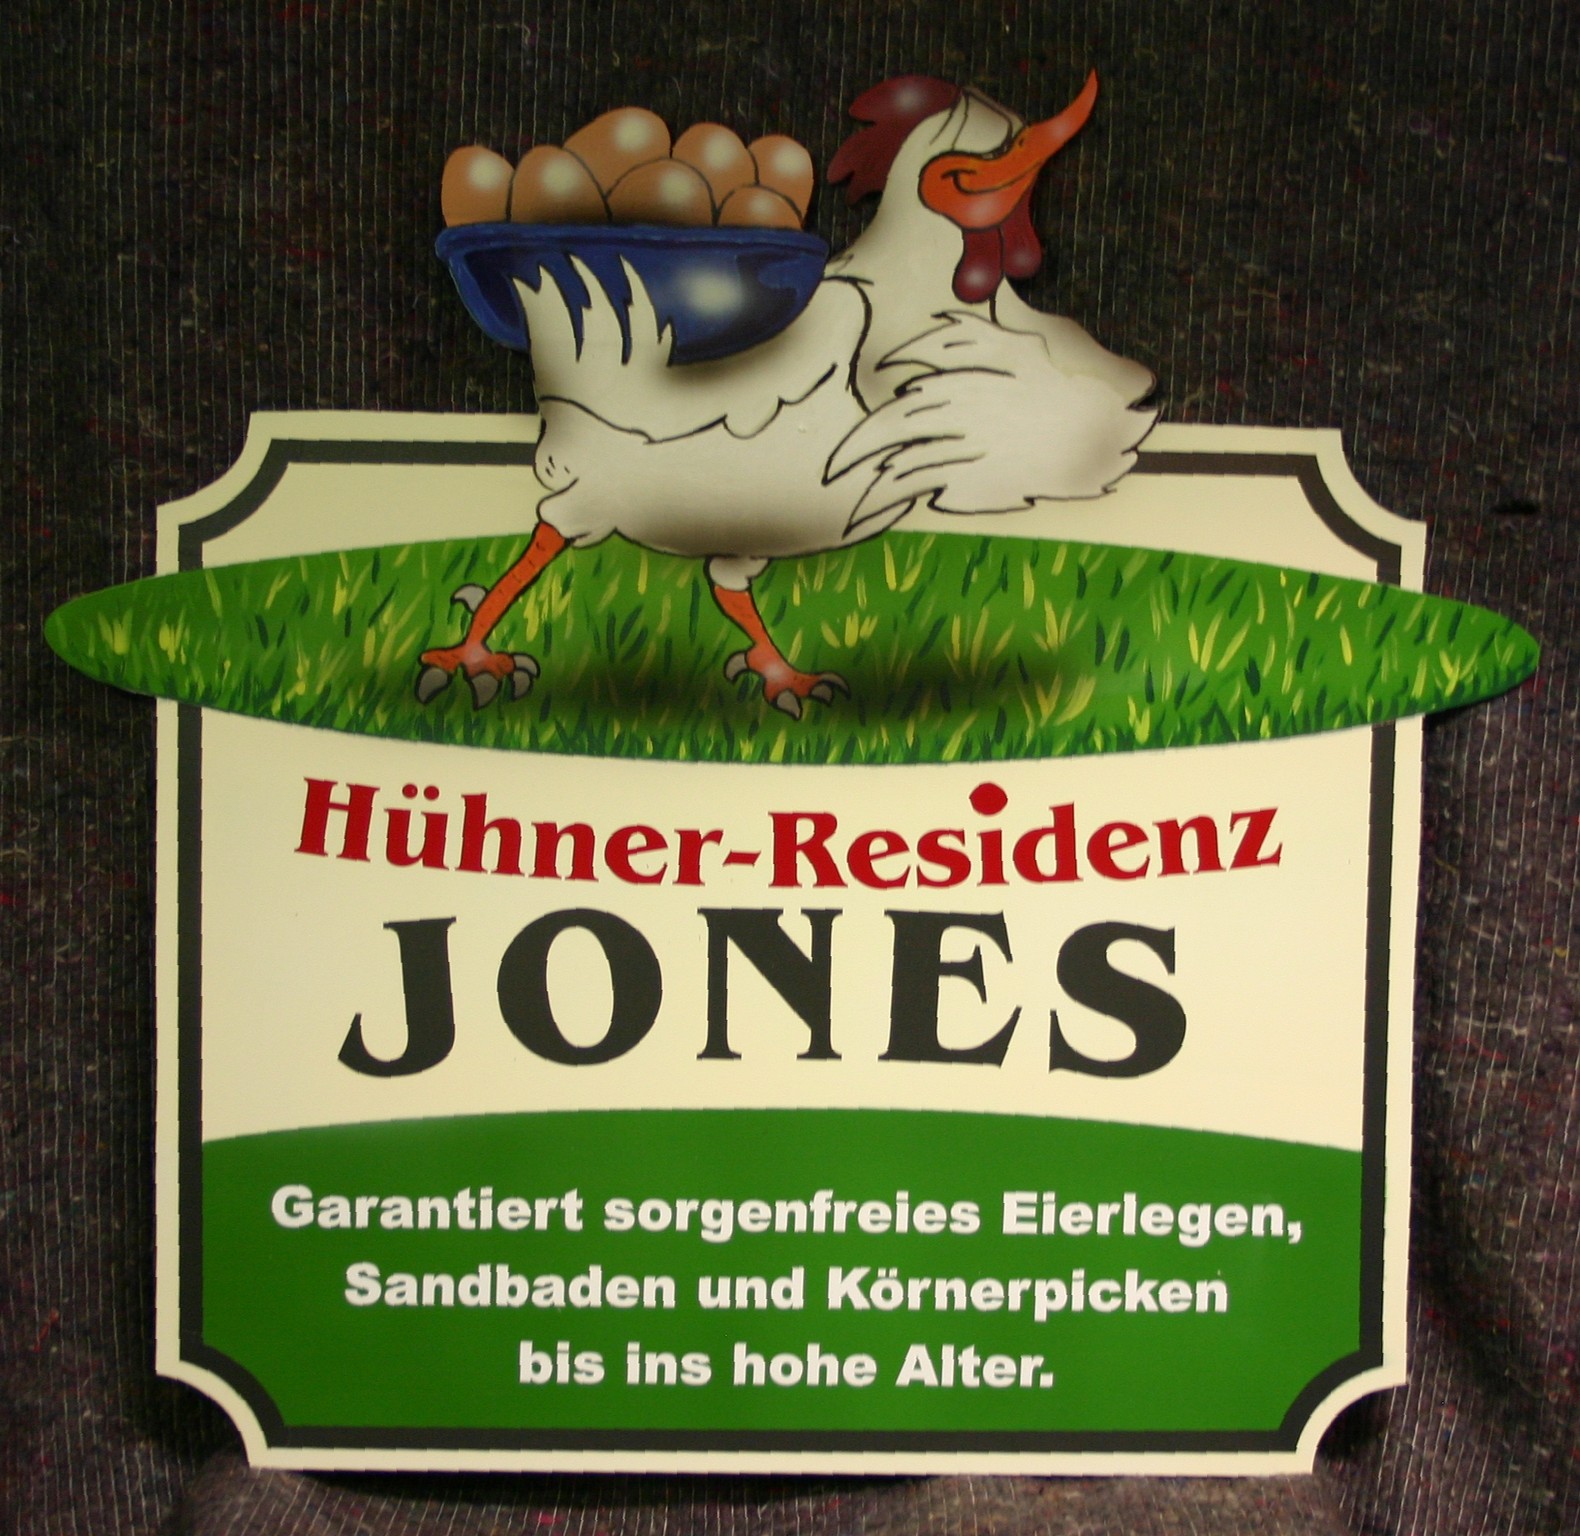 Hühner-Residenz
JONES
Garantiert sorgenfreies Eierlegen,
Sandbaden und Körnerpicken
bis ins hohe Alter.